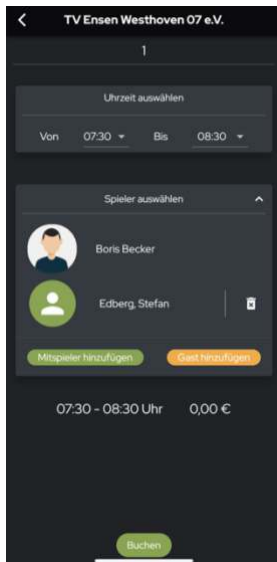 TV Ensen Westhoven 07 e.V.
1
Uhrzeit auswählen
Von 07:30 Bis 08:30
Spieler auswählen
Boris Becker
Edberg, Stefan
Mitspieler hinzufügen Gast hinzufügen
07:30 - 08:30 Uhr 0,00 €
Buchen